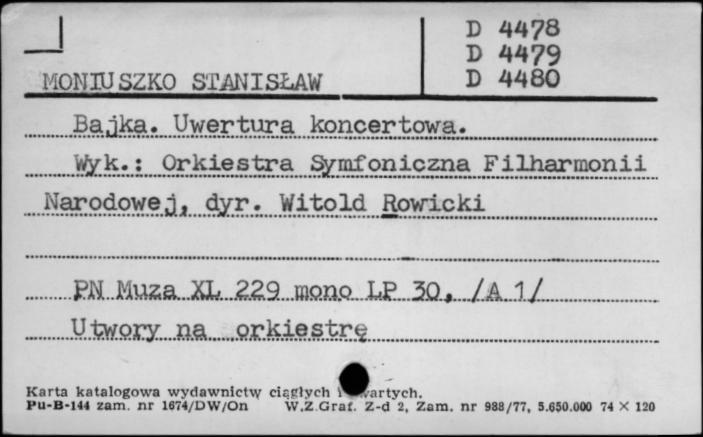 D 4478
D 4479
D 4480
MONIUSZKO STANISŁAW
Bajka. Uwertura koncertowa.
Wyk.: Orkiestra Symfoniczna Filharmonii
Narodowej, dyr. Witold Rowicki
PN Muza XL 229 mono LP 30, /A 1/
Utwory na orkiestrę
Karta katalogowa wydawnictw ciągłych i
Pu-B-144 zam. nr 1674/DW/On W.Z.Graf. Z-d 2, Zam. nr 988/77, 5.650.000 74 × 120